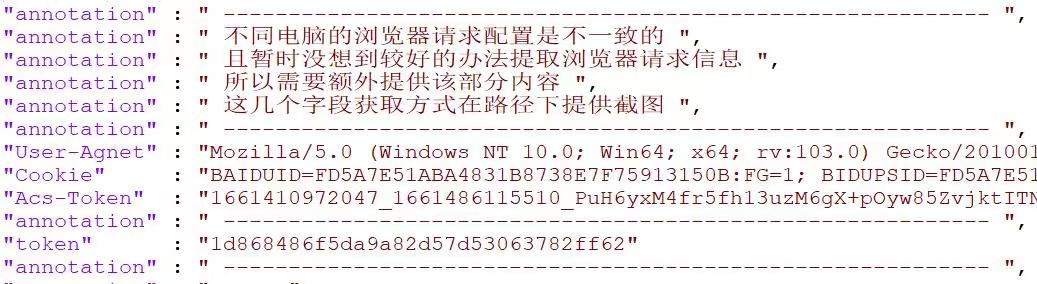 "annotation" : " ---------------------------------------------------------- ",
"annotation" : " 不同电脑的浏览器请求配置是不一致的 ",
"annotation" : " 且暂时没想到较好的办法提取浏览器请求信息 ",
"annotation" : " 所以需要额外提供该部分内容 ",
"annotation" : " 这几个字段获取方式在路径下提供截图 ",
"annotation" : " ---------------------------------------------------------- ",
"User-Agnet" : "Mozilla/5.0 (Windows NT 10.0; Win64; x64; rv:103.0) Gecko/201001
"Cookie" : "BAIDUID=FD5A7E51ABA4831B8738E7F75913150B:FG=1; BIDUPSID=FD5A7E51
"Acs-Token" : "1661410972047_1661486115510_PuH6yxM4fr5fh13uzM6gX+pOyw85ZvjktITN
"annotation" : " ---------------------------------------------------------- ",
"token" : "1d868486f5da9a82d57d53063782ff62"
"annotation" : " ---------------------------------------------------------- ",